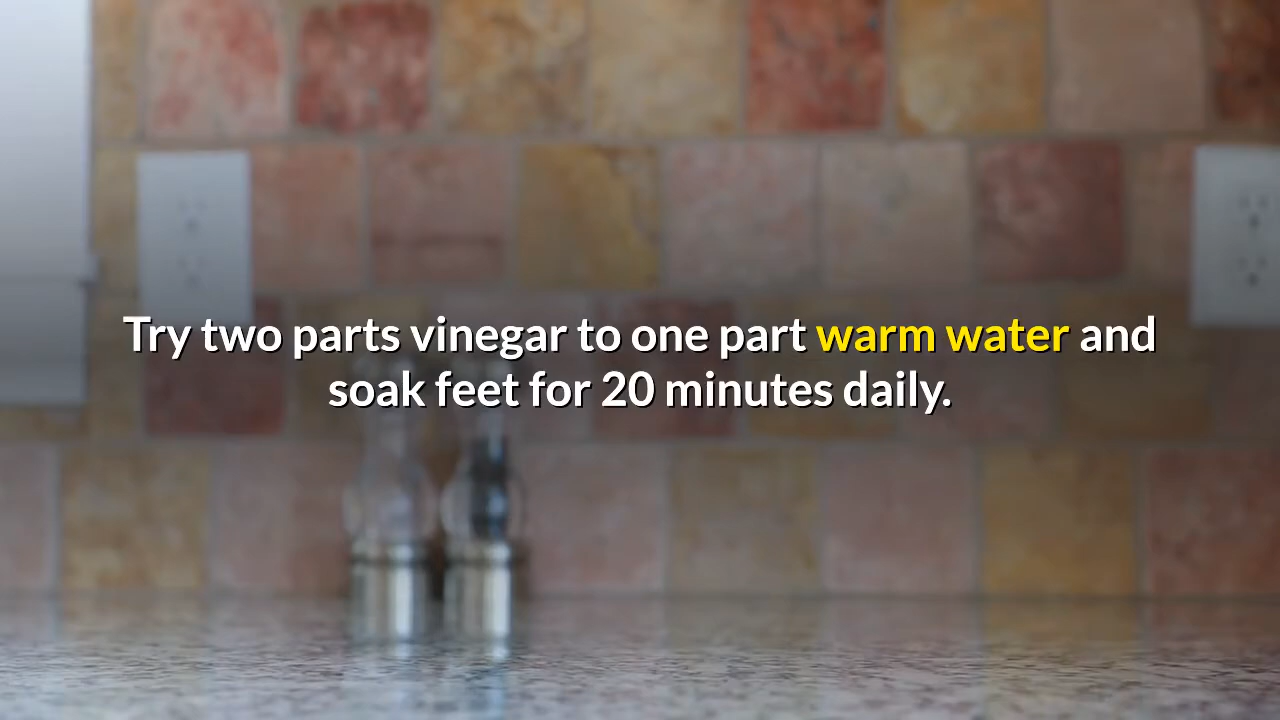 Try two parts vinegar to one part warm water and
soak feet for 20 minutes daily.